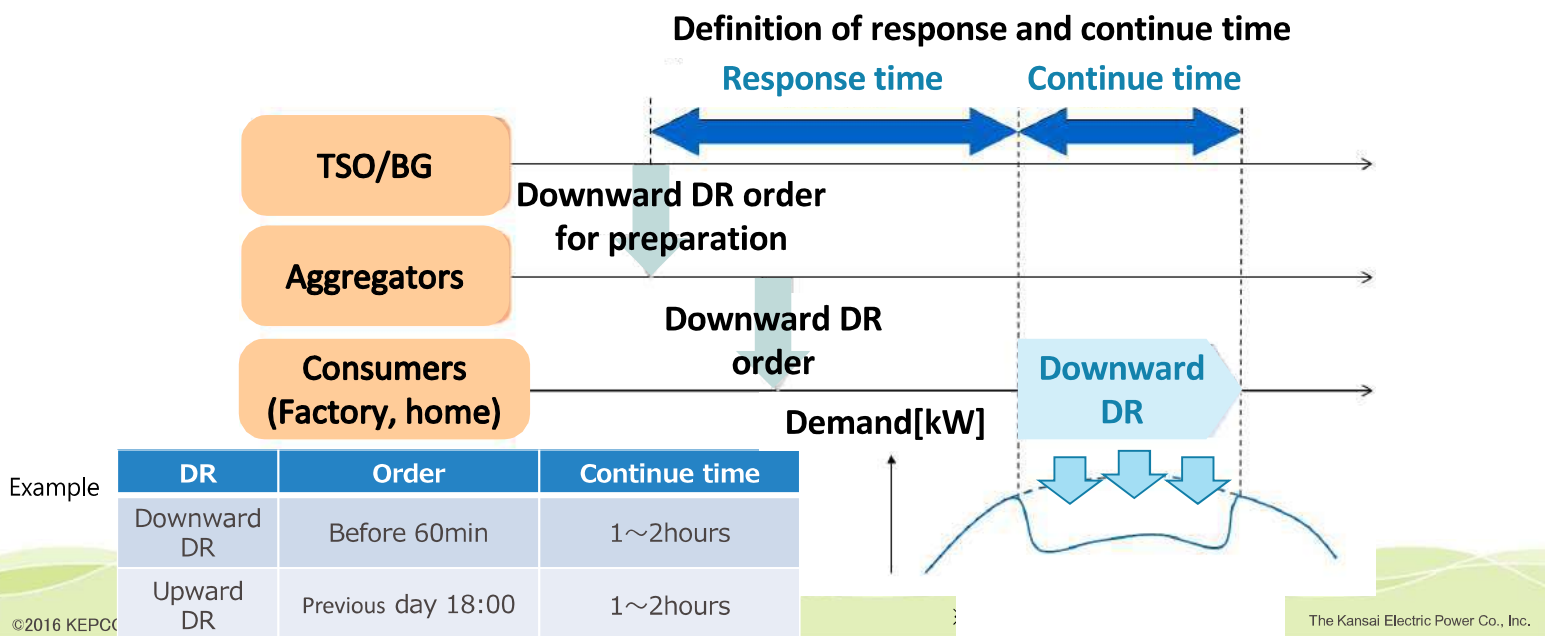 Definition of response and continue time
Response time
Continue time
TSO/BG
Downward DR order
for preparation
Aggregators
Downward DR
order
Consumers
(Factory, home)
Downward
DR
Demand[kW]
Example
DR Order Continue time
Downward
DR
Before 60min
1～2hours
Upward
DR
Previous day 18:00
1～2hours
©2016 KEPC
The Kansai Electric Power Co., Inc.